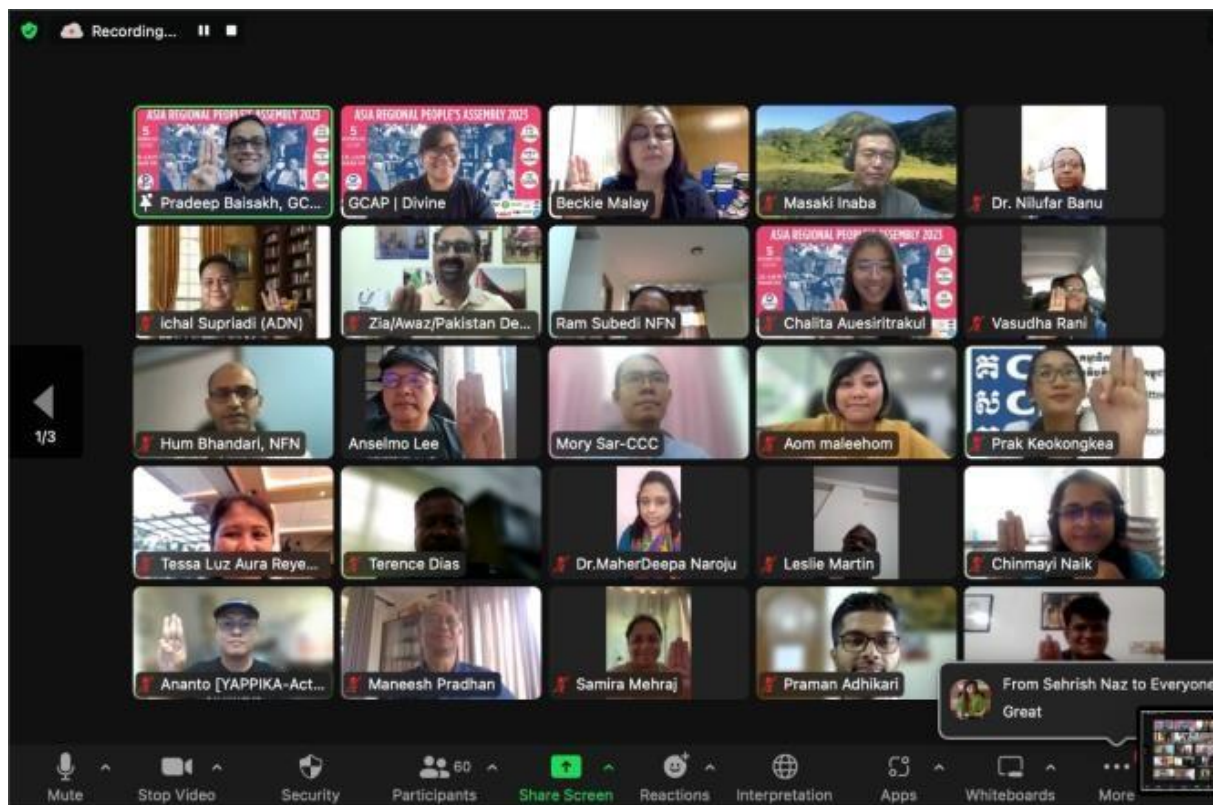 Recording...
ASIA REGIONAL PEOPLE'S ASSEMBLY 2023
5
Pradeep Baisakh, GC...
ASIA REGIONAL PEOPLE'S ASSEMBLY 2023
5
GCAP | Divine
Beckie Malay
Masaki Inaba
Dr. Nilufar Banu
Ichal Supriadi (ADN)
Zia/Awaz/Pakistan De...
Ram Subedi NFN
ASIA REGIONAL PEOPLE'S ASSEMBLY 2023
5
Chalita Auesiritrakul
Vasudha Rani
1/3
Hum Bhandari, NFN
Anselmo Lee
Mory Sar-CCC
Aom maleehom
Prak Keokongkea
Tessa Luz Aura Reye...
Terence Dias
Dr.MaherDeepa Naroju
Leslie Martin
Chinmayi Naik
Ananto [YAPPIKA-Act...
Maneesh Pradhan
Samira Mehraj
Praman Adhikari
From Sehrish Naz to Everyone
Great
Mute
Stop Video
Security
60
Participants
Share Screen
Reactions
Interpretation
Apps
Whiteboards
More